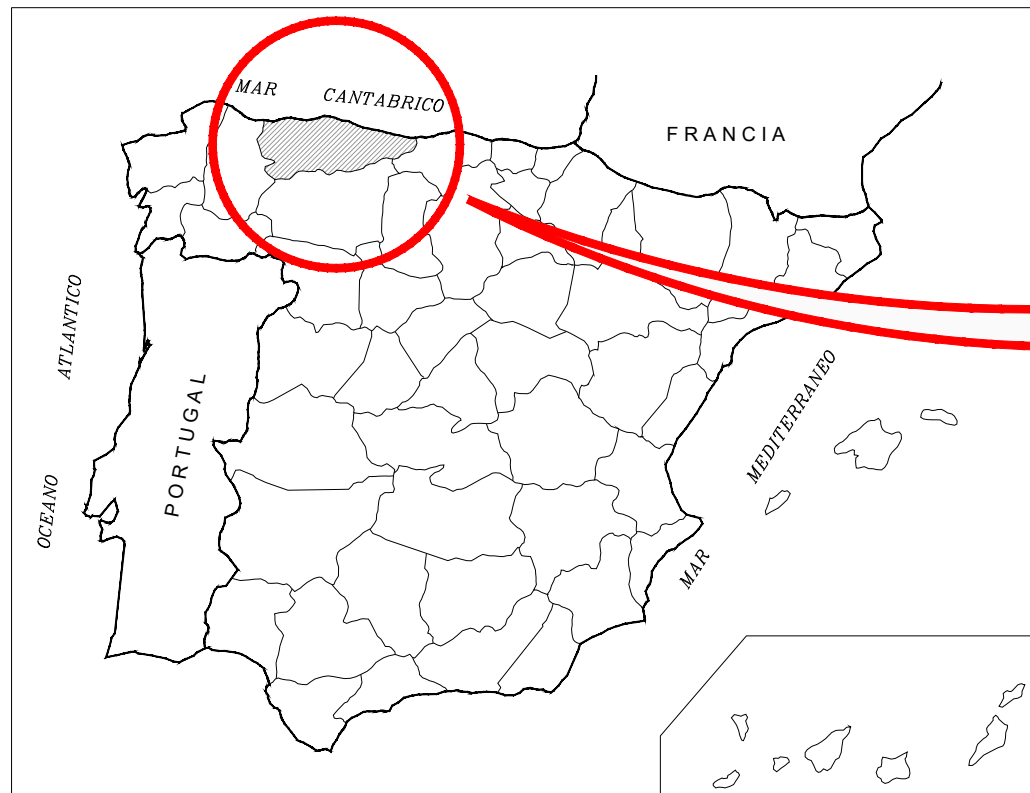 MAR CANTABRICO
FRANCIA
ATLANTICO
OCEANO
PORTUGAL
MEDITERRANEO
MAR